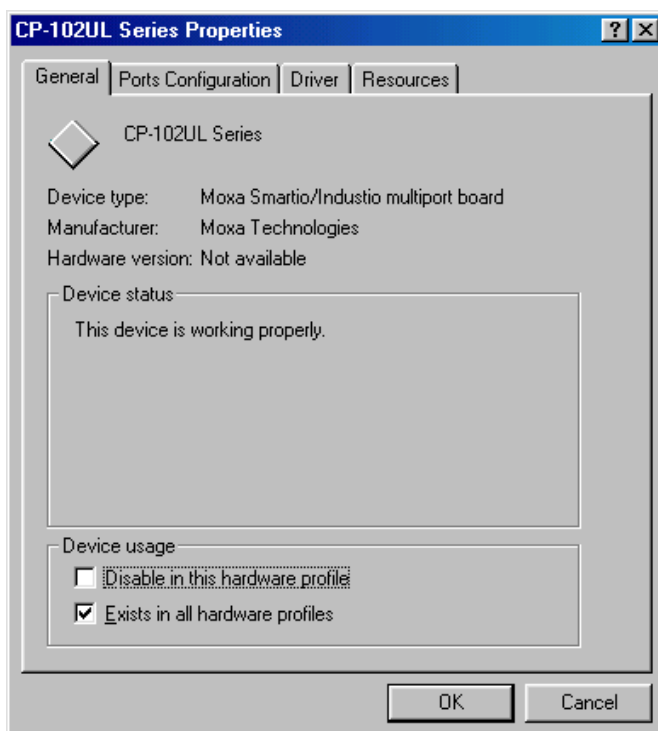 CP-102UL Series Properties
General
Ports Configuration
Driver
Resources
CP-102UL Series
Device type: Moxa Smartio/Industio multiport board
Manufacturer: Moxa Technologies
Hardware version: Not available
Device status
This device is working properly.
Device usage
Disable in this hardware profile
Exists in all hardware profiles
OK
Cancel